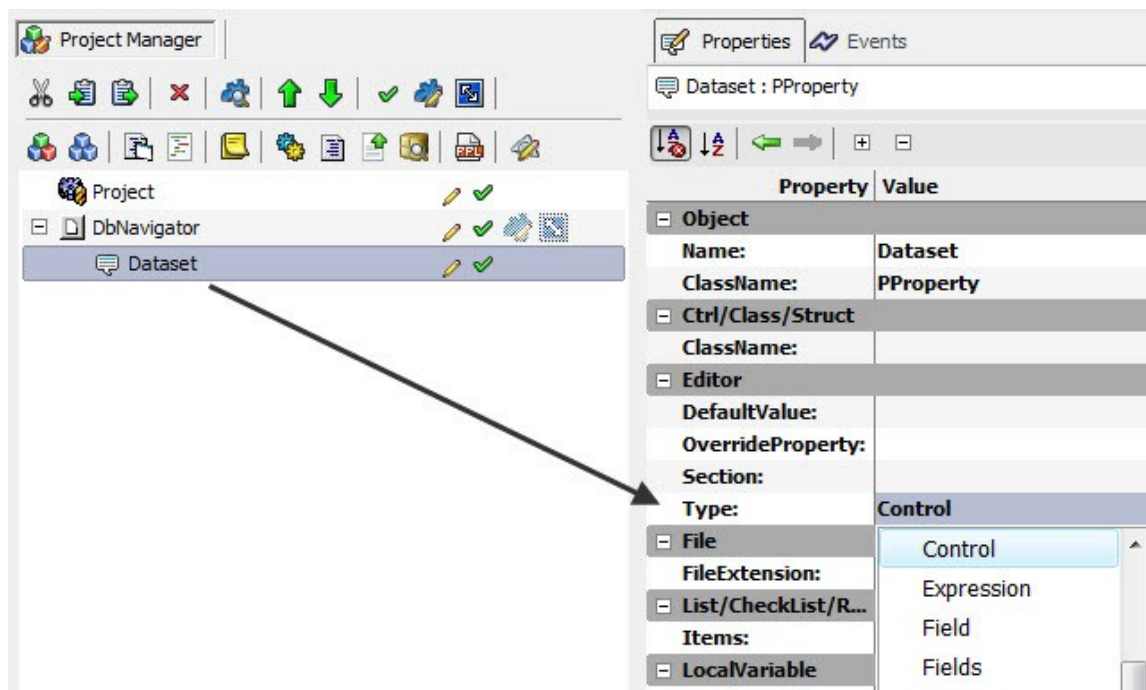 Project Manager
Project
DbNavigator
Dataset
Properties
Events
Dataset : PProperty
Property Value
Object
Name: Dataset
ClassName: PProperty
Ctrl/Class/Struct
ClassName:
Editor
DefaultValue:
OverrideProperty:
Section:
Type: Control
File
FileExtension:
List/CheckList/R...
Items:
LocalVariable
Control
Expression
Field
Fields